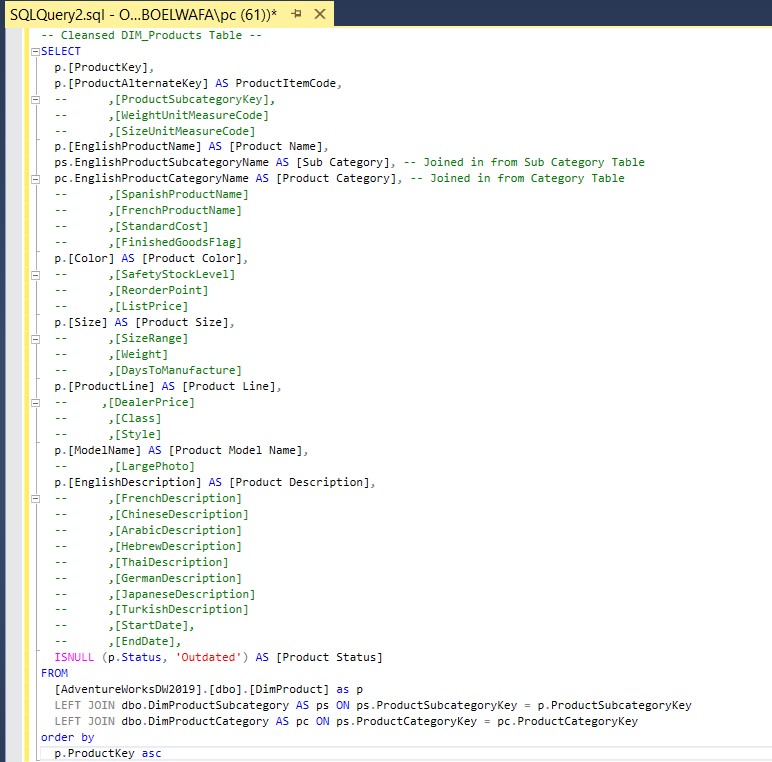 SQLQuery2.sql - O...BOELWAFA\pc (61))*
-- Cleansed DIM_Products Table --
SELECT
p.[ProductKey],
p.[ProductAlternateKey] AS ProductItemCode,
-- ,[ProductSubcategoryKey],
-- ,[WeightUnitMeasureCode]
-- ,[SizeUnitMeasureCode]
p.[EnglishProductName] AS [Product Name],
ps.EnglishProductSubcategoryName AS [Sub Category], -- Joined in from Sub Category Table
pc.EnglishProductCategoryName AS [Product Category], -- Joined in from Category Table
-- ,[SpanishProductName]
-- ,[FrenchProductName]
-- ,[StandardCost]
-- ,[FinishedGoodsFlag]
p.[Color] AS [Product Color],
-- ,[SafetyStockLevel]
-- ,[ReorderPoint]
-- ,[ListPrice]
p.[Size] AS [Product Size],
-- ,[SizeRange]
-- ,[Weight]
-- ,[DaysToManufacture]
p.[ProductLine] AS [Product Line],
-- ,[DealerPrice]
-- ,[Class]
-- ,[Style]
p.[ModelName] AS [Product Model Name],
-- ,[LargePhoto]
p.[EnglishDescription] AS [Product Description],
-- ,[FrenchDescription]
-- ,[ChineseDescription]
-- ,[ArabicDescription]
-- ,[HebrewDescription]
-- ,[ThaiDescription]
-- ,[GermanDescription]
-- ,[JapaneseDescription]
-- ,[TurkishDescription]
-- ,[StartDate],
-- ,[EndDate],
ISNULL (p.Status, 'Outdated') AS [Product Status]
FROM
[AdventureWorksDW2019].[dbo].[DimProduct] as p
LEFT JOIN dbo.DimProductSubcategory AS ps ON ps.ProductSubcategoryKey = p.ProductSubcategoryKey
LEFT JOIN dbo.DimProductCategory AS pc ON ps.ProductCategoryKey = pc.ProductCategoryKey
order by
p.ProductKey asc